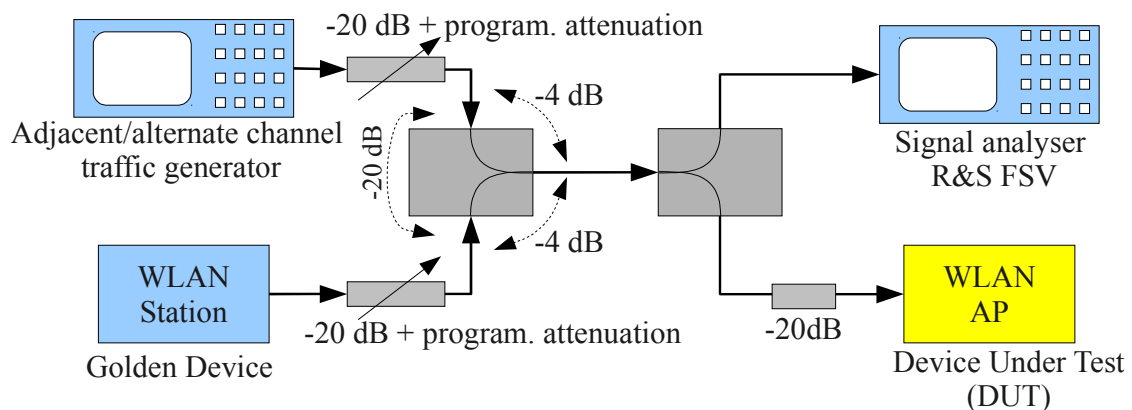 -20 dB + program. attenuation
-4 dB
Adjacent/alternate channel
traffic generator
-20 dB
Signal analyser
R&S FSV
-4 dB
WLAN
Station
-20 dB + program. attenuation
Golden Device
-20dB
WLAN
AP
Device Under Test
(DUT)